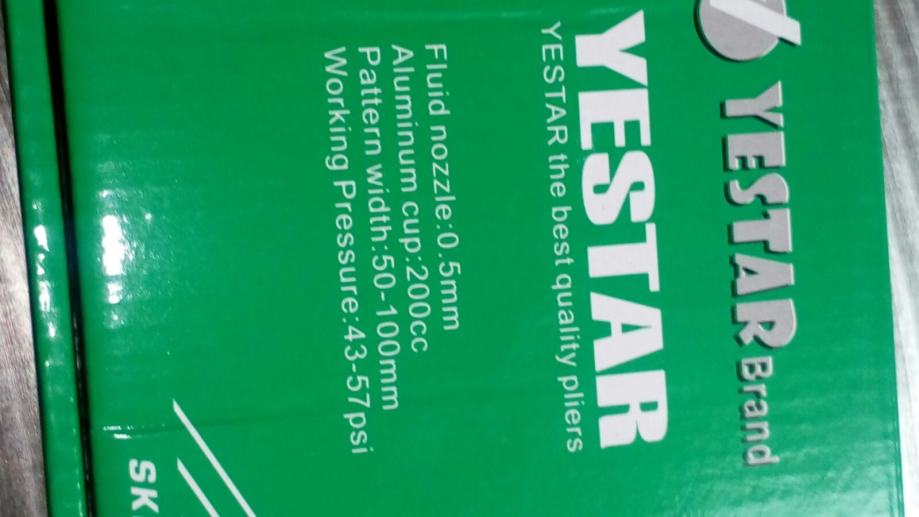 YESTAR Brand
YESTAR
YESTAR the best quality pliers
Fluid nozzle:0.5mm
Aluminum cup:200cc
Pattern width:50-100mm
Working Pressure:43-57psi
SK